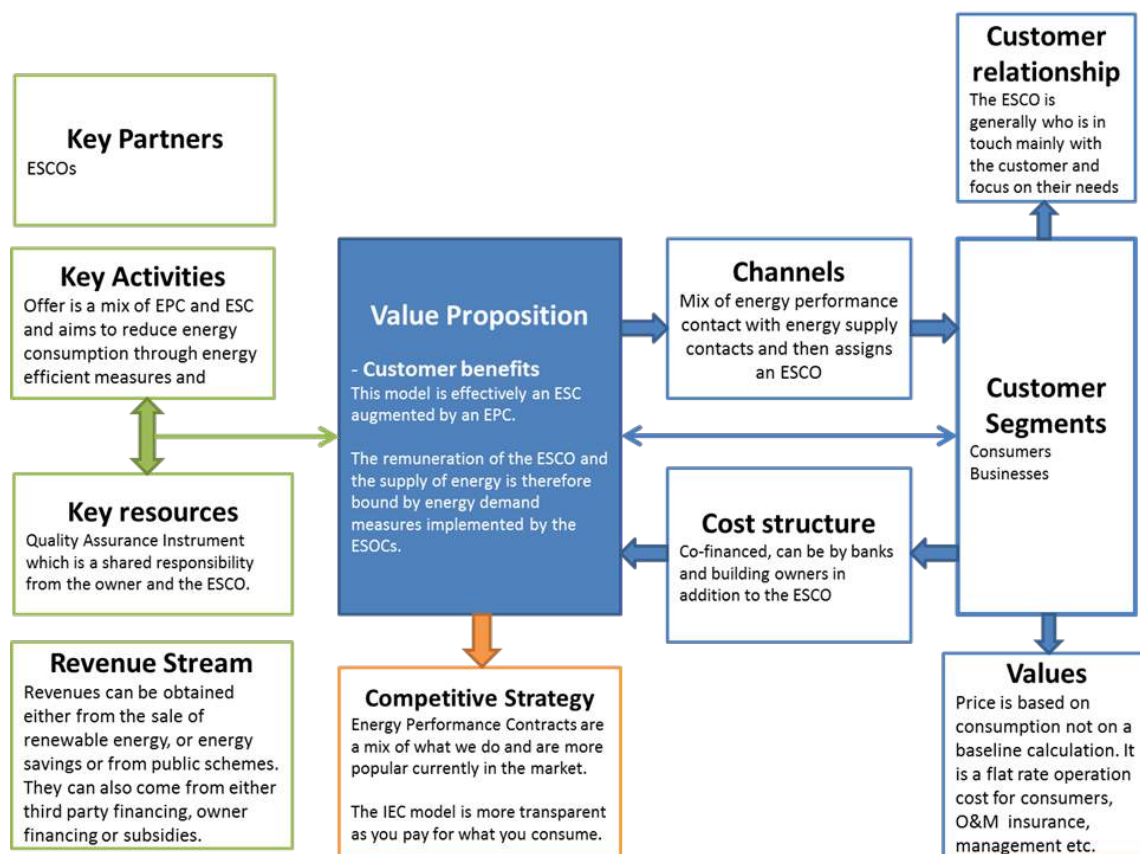 Key Partners
ESCOs
Key Activities
Offer is a mix of EPC and ESC
and aims to reduce energy
consumption through energy
efficient measures and
Key resources
Quality Assurance Instrument
which is a shared responsibility
from the owner and the ESCO.
Revenue Stream
Revenues can be obtained
either from the sale of
renewable energy, or energy
savings or from public schemes.
They can also come from either
third party financing, owner
financing or subsidies.
Value Proposition
- Customer benefits
This model is effectively an ESC
augmented by an EPC.
The remuneration of the ESCO and
the supply of energy is therefore
bound by energy demand
measures implemented by the
ESOCs.
Competitive Strategy
Energy Performance Contracts are
a mix of what we do and are more
popular currently in the market.
The IEC model is more transparent
as you pay for what you consume.
Channels
Mix of energy performance
contact with energy supply
contacts and then assigns
an ESCO
Cost structure
Co-financed, can be by banks
and building owners in
addition to the ESCO
Customer
relationship
The ESCO is
generally who is in
touch mainly with
the customer and
focus on their needs
Customer
Segments
Consumers
Businesses
Values
Price is based on
consumption not on a
baseline calculation. It
is a flat rate operation
cost for consumers,
O&M insurance,
management etc.